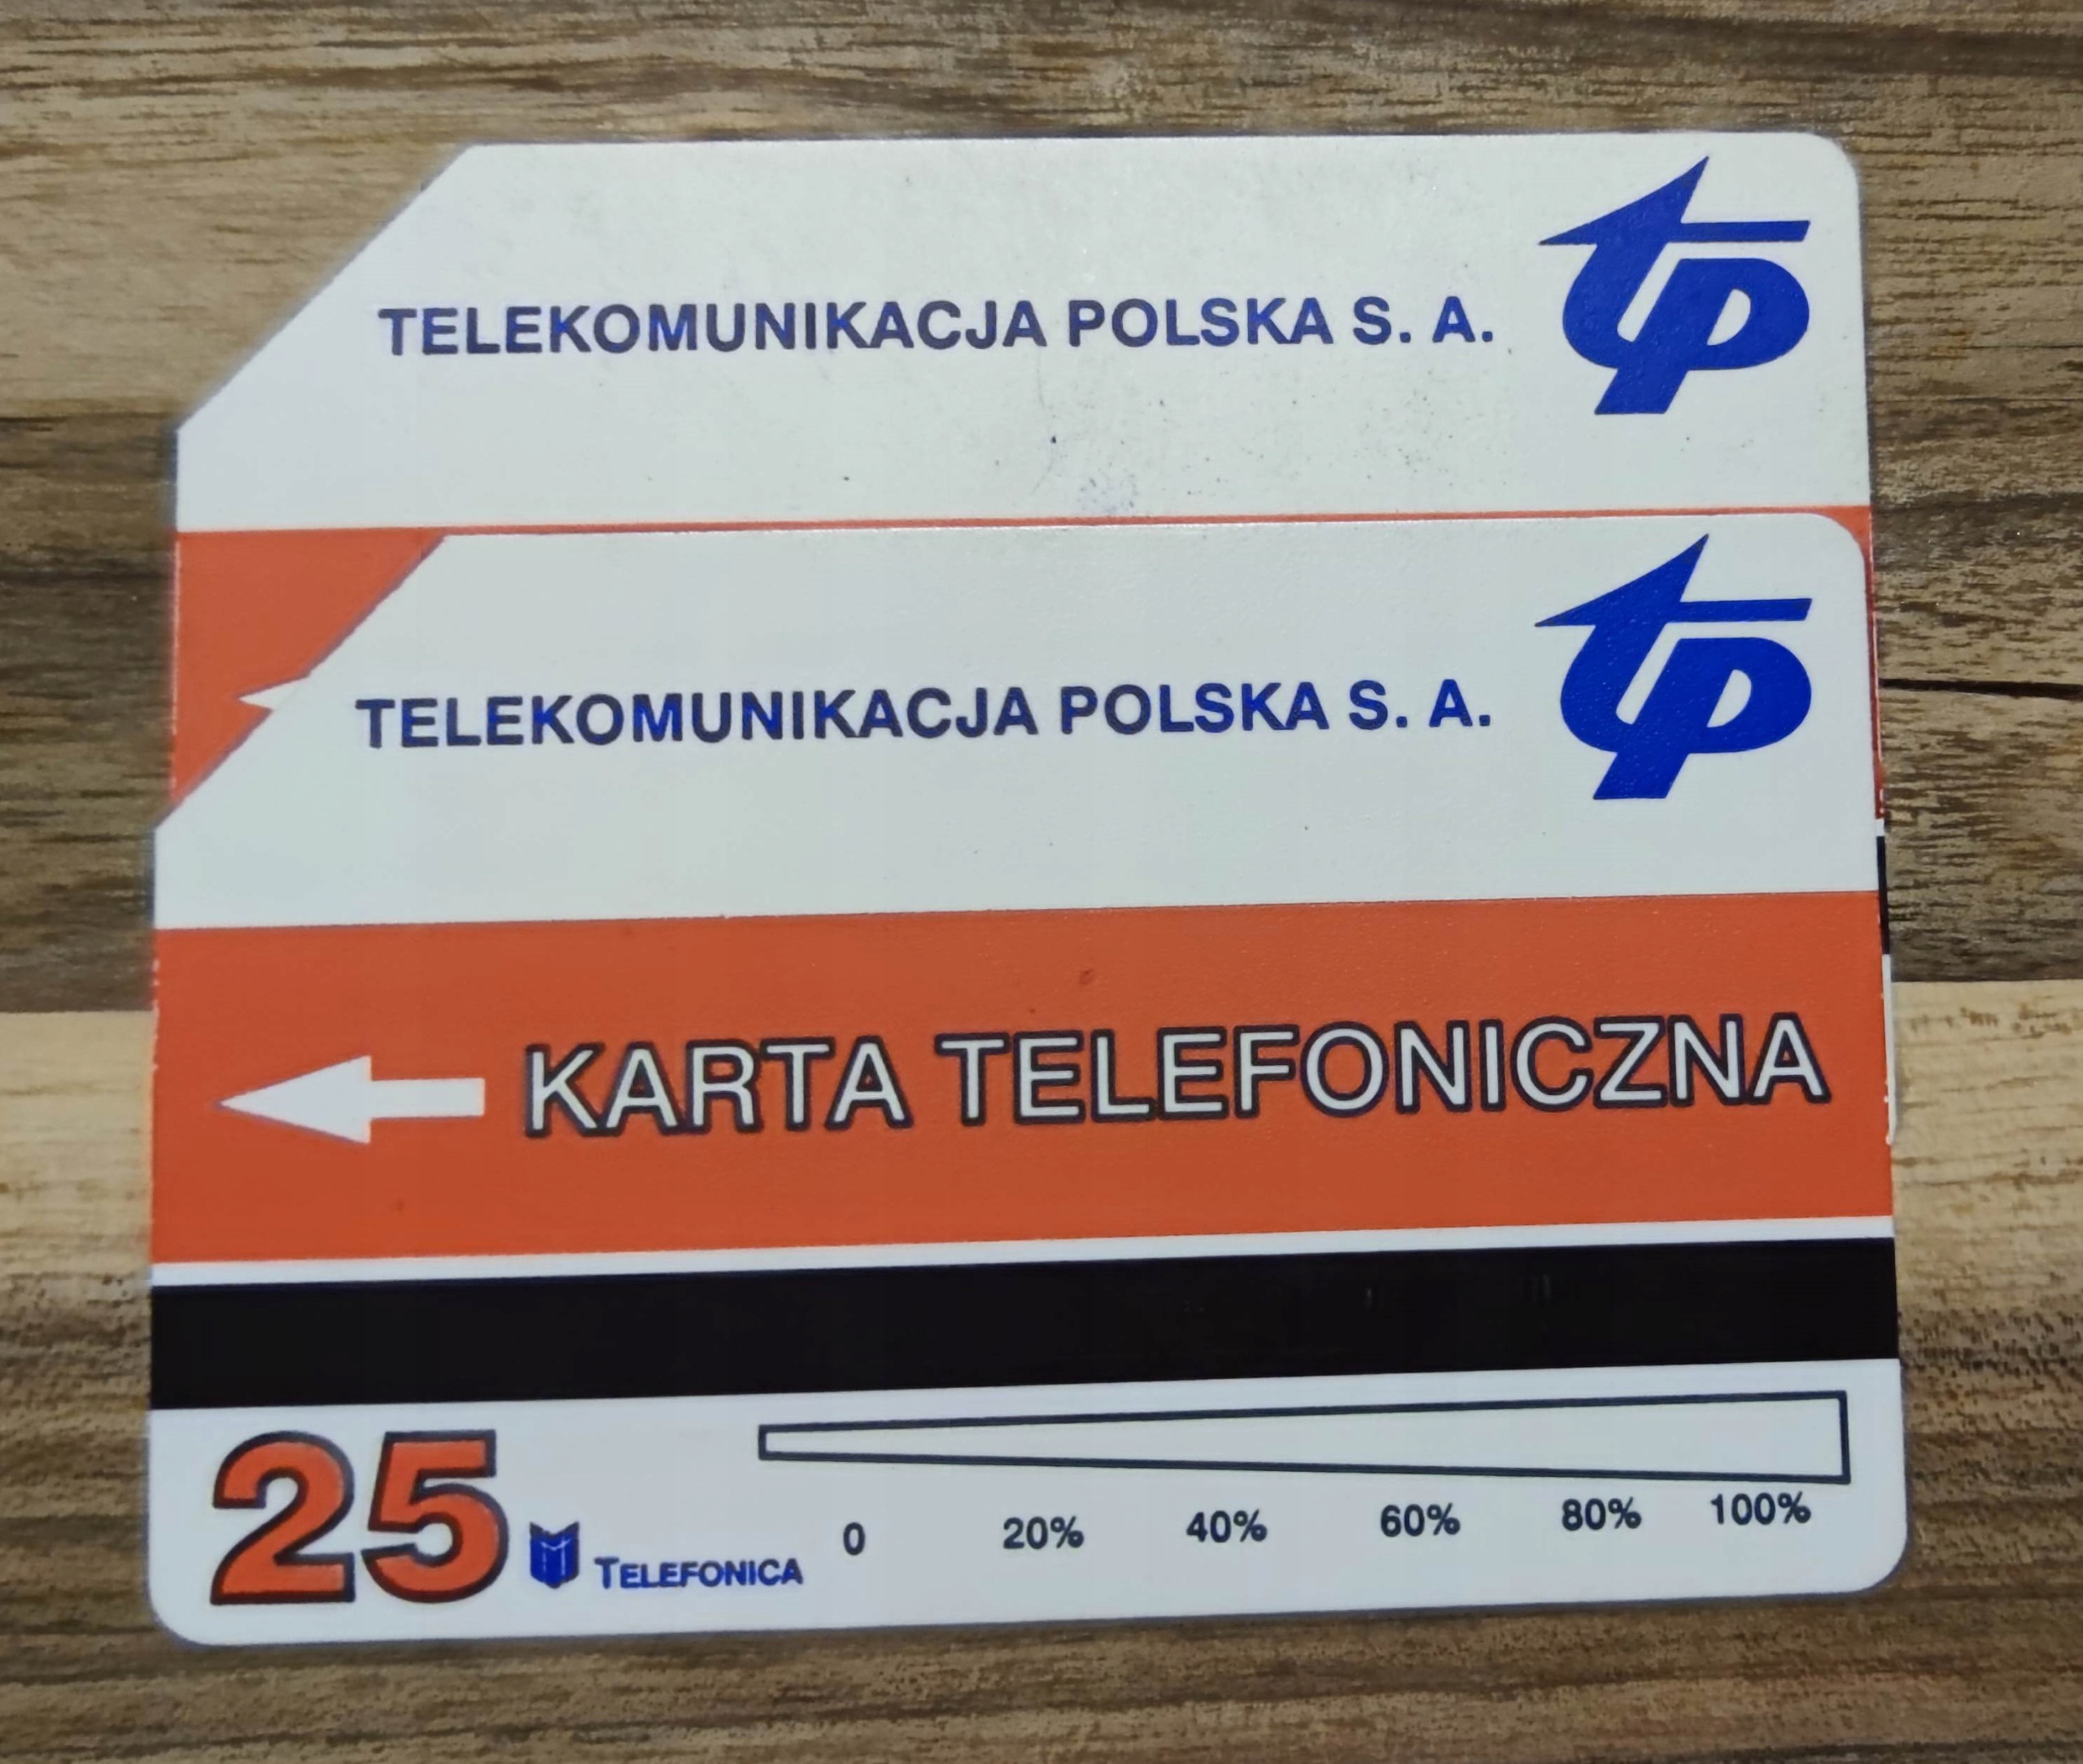 TELEKOMUNIKACJA POLSKA S. A. tp
TELEKOMUNIKACJA POLSKA S. A. tp
KARTA TELEFONICZNA
25 TELEFONICA
0 20% 40% 60% 80% 100%